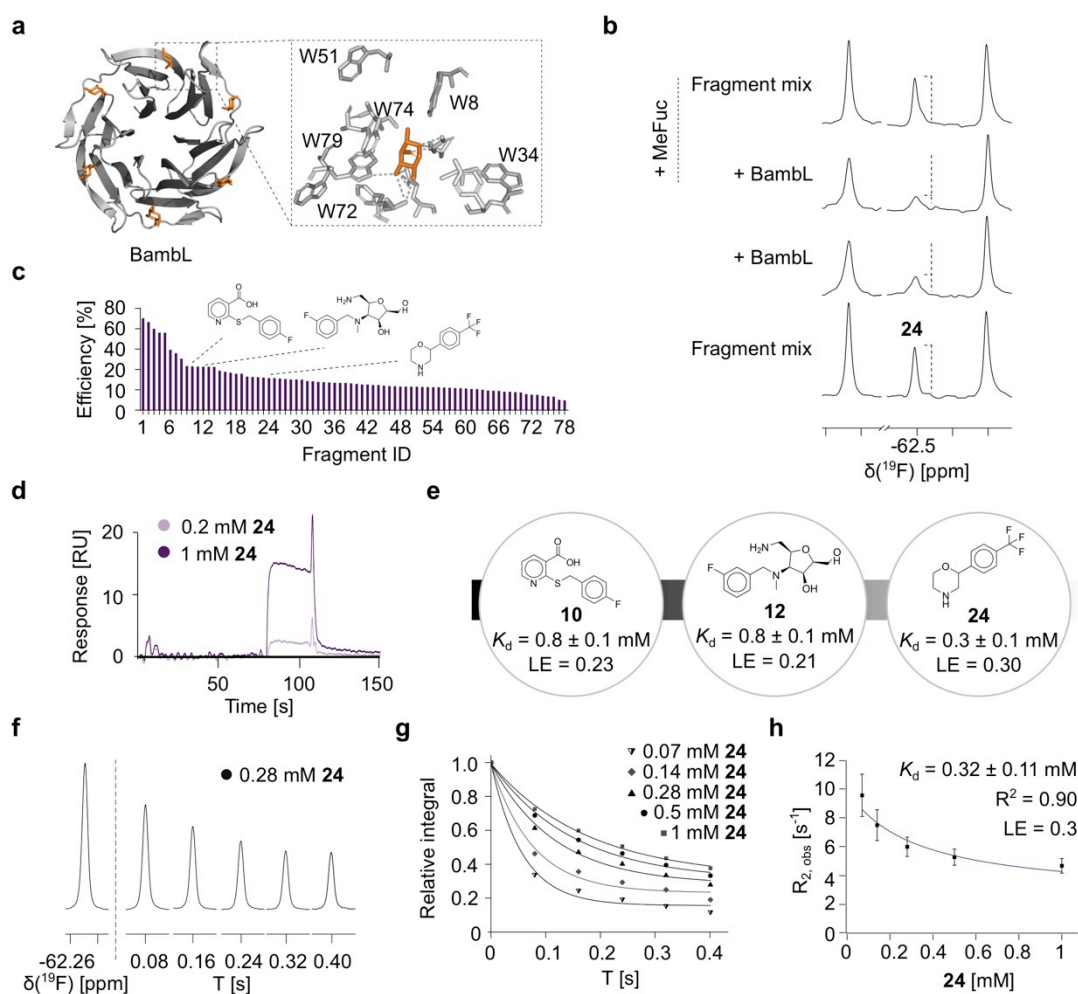 a
W51
W8
W74
W79
W34
W72
BambL
b
+ MeFuc
Fragment mix
+ BambL
+ BambL
24
Fragment mix
-62.5
δ(¹⁹F) [ppm]
c
Efficiency [%]
80
60
40
20
10
0
O
OH
N
S
F
H₂N
O
H
O
F
N
OH
F
F
F
O
N
H
1 6 12 18 24 30 36 42 48 54 60 66 72 78
Fragment ID
d
0.2 mM 24
1 mM 24
Response [RU]
20
10
0
50 100 150
Time [s]
e
O
OH
N
S
F
10
Kd = 0.8 ± 0.1 mM
LE = 0.23
H₂N
O
H
O
F
N
OH
12
Kd = 0.8 ± 0.1 mM
LE = 0.21
F
F
F
O
N
H
24
Kd = 0.3 ± 0.1 mM
LE = 0.30
f
0.28 mM 24
-62.26 0.08 0.16 0.24 0.32 0.40
δ(¹⁹F) [ppm] T [s]
g
0.07 mM 24
0.14 mM 24
0.28 mM 24
0.5 mM 24
1 mM 24
Relative integral
1.0
0.8
0.6
0.4
0.2
0 0.1 0.2 0.3 0.4
T [s]
h
Kd = 0.32 ± 0.11 mM
R² = 0.90
LE = 0.3
R2, obs [s⁻¹]
12
10
8
6
4
2
0
0 0.2 0.4 0.6 0.8 1
24 [mM]